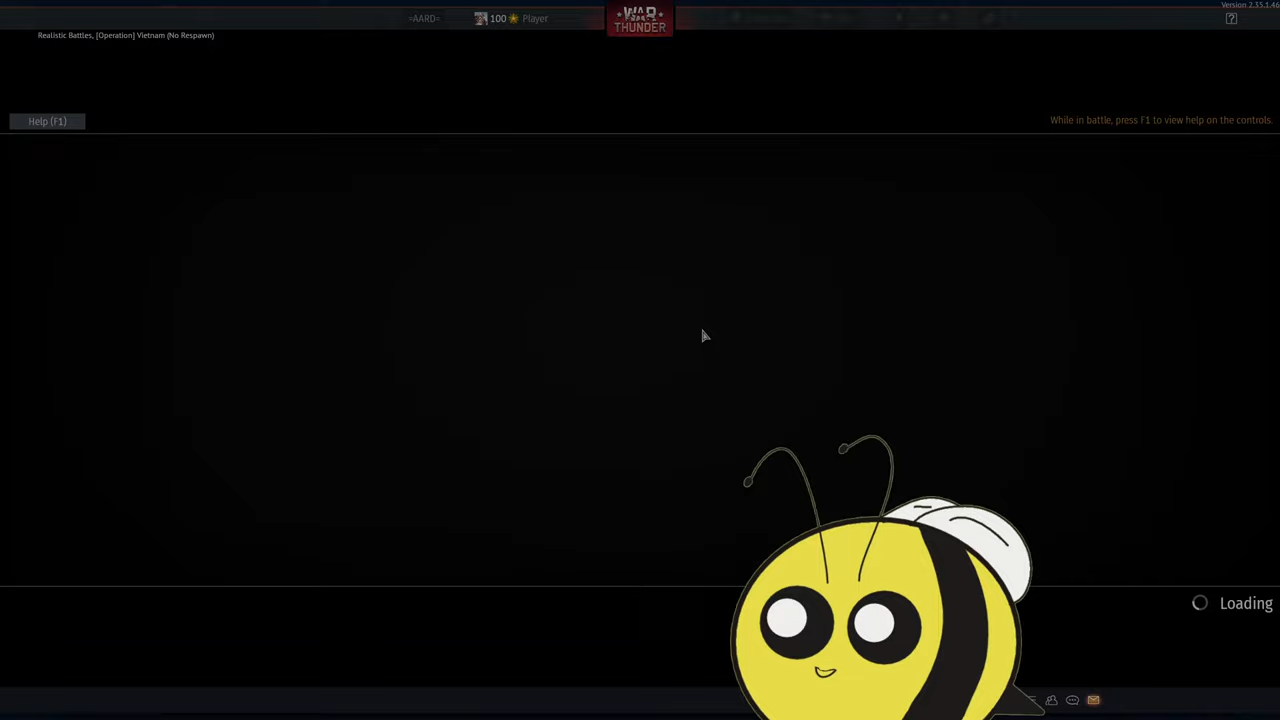 Version 2.35.1.46
=AARD= 100 Player
WAR
THUNDER
Realistic Battles, [Operation] Vietnam (No Respawn)
Help (F1)
While in battle, press F1 to view help on the controls.
Loading